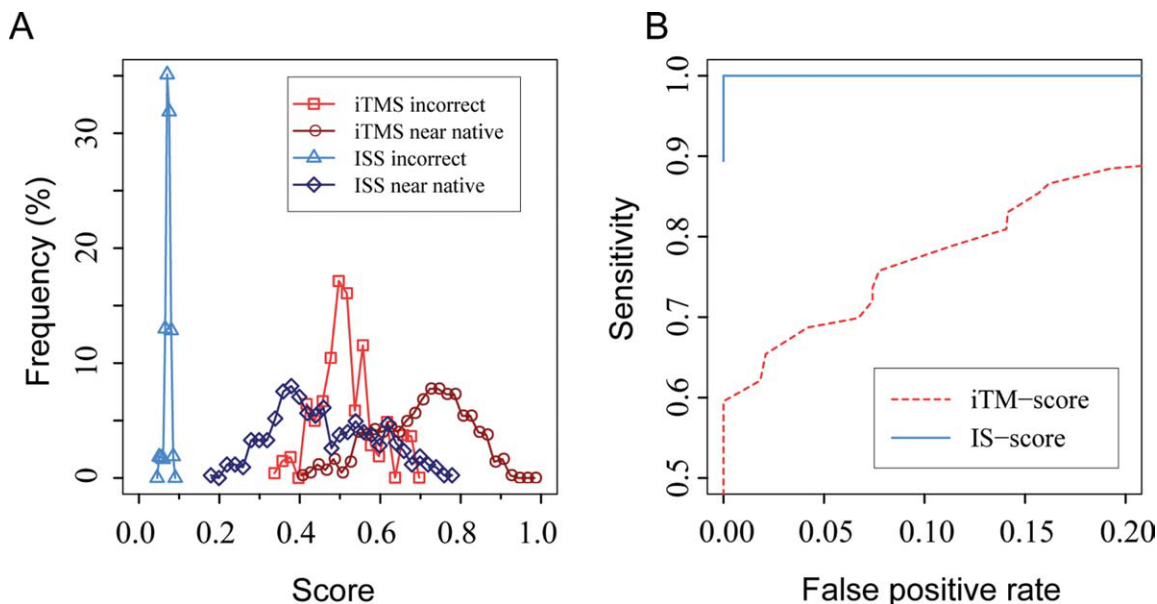 A
Frequency (%)
0
10
20
30
iTMS incorrect
iTMS near native
ISS incorrect
ISS near native
0.0
0.2
0.4
0.6
0.8
1.0
Score
B
Sensitivity
0.5
0.6
0.7
0.8
0.9
1.0
iTM−score
IS−score
0.00
0.05
0.10
0.15
0.20
False positive rate